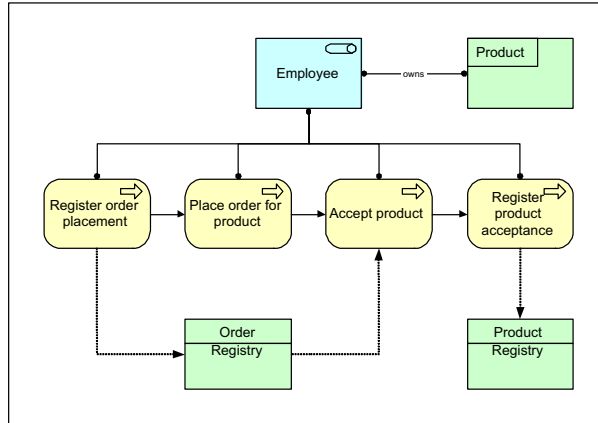 Employee
owns
Product
Register order
placement
Place order for
product
Accept product
Register
product
acceptance
Order
Registry
Product
Registry